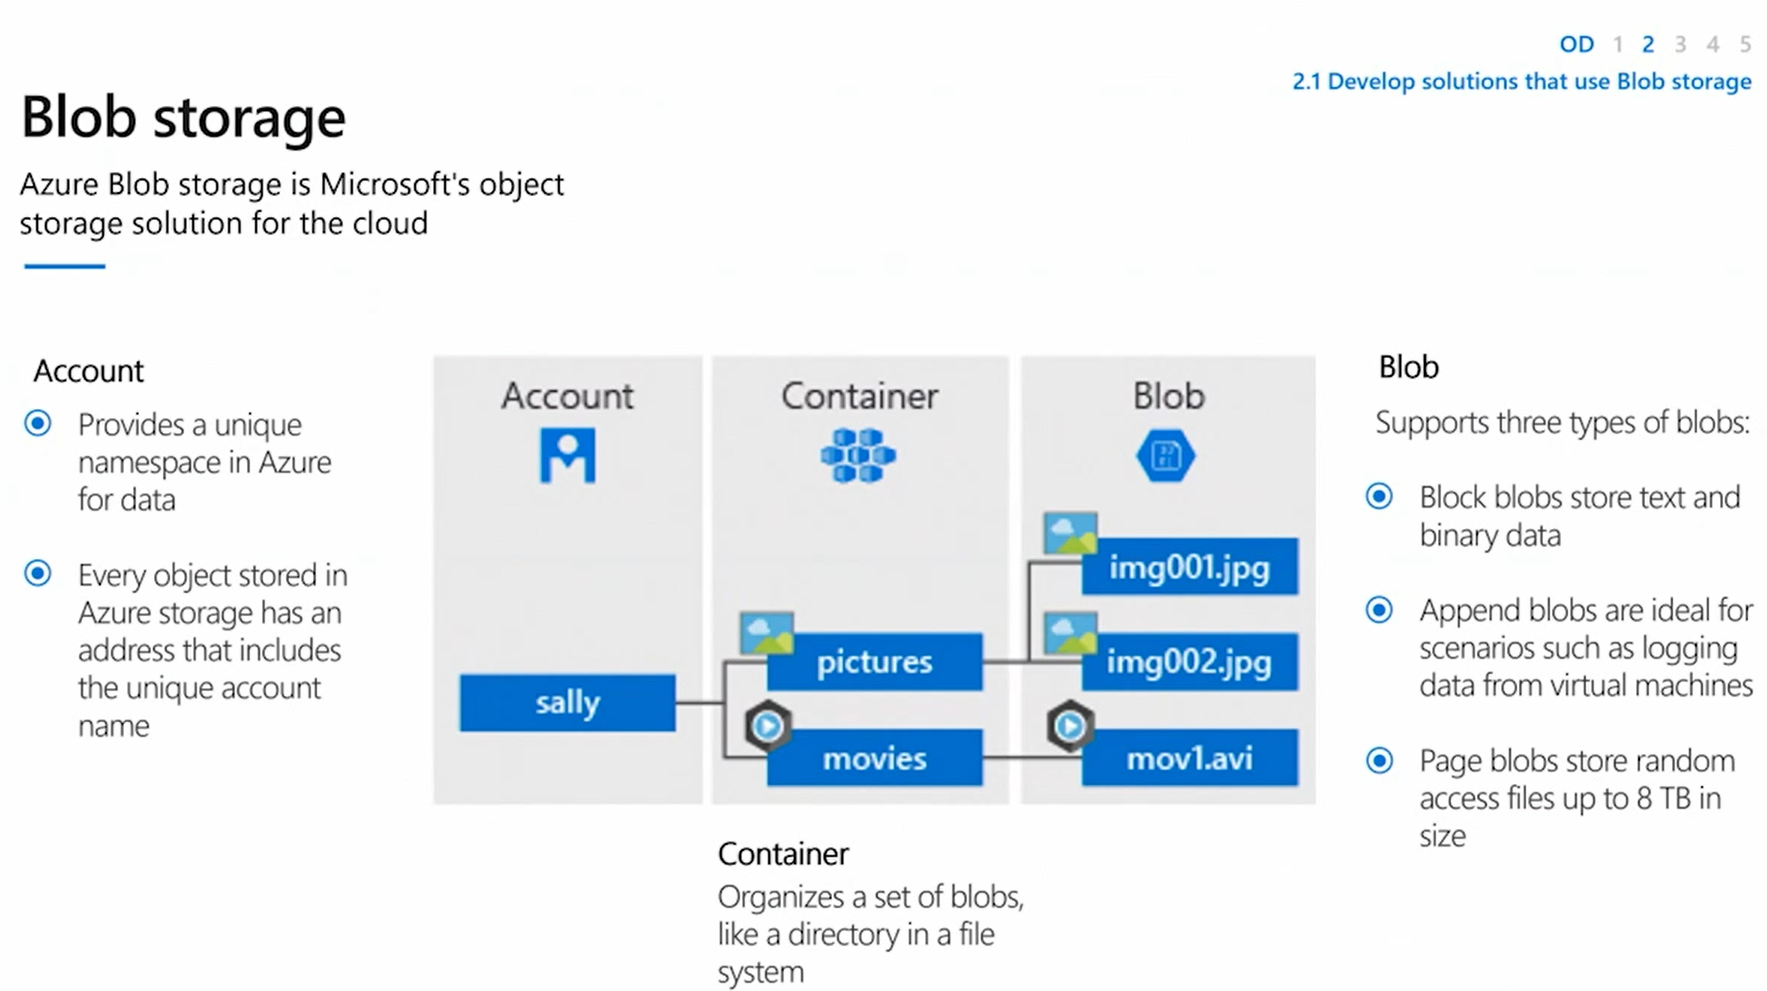 OD 1 2 3 4 5
2.1 Develop solutions that use Blob storage
Blob storage
Azure Blob storage is Microsoft's object
storage solution for the cloud
Account
Provides a unique
namespace in Azure
for data
Every object stored in
Azure storage has an
address that includes
the unique account
name
Account
sally
Container
pictures
movies
Blob
img001.jpg
img002.jpg
mov1.avi
Container
Organizes a set of blobs,
like a directory in a file
system
Blob
Supports three types of blobs:
Block blobs store text and
binary data
Append blobs are ideal for
scenarios such as logging
data from virtual machines
Page blobs store random
access files up to 8 TB in
size